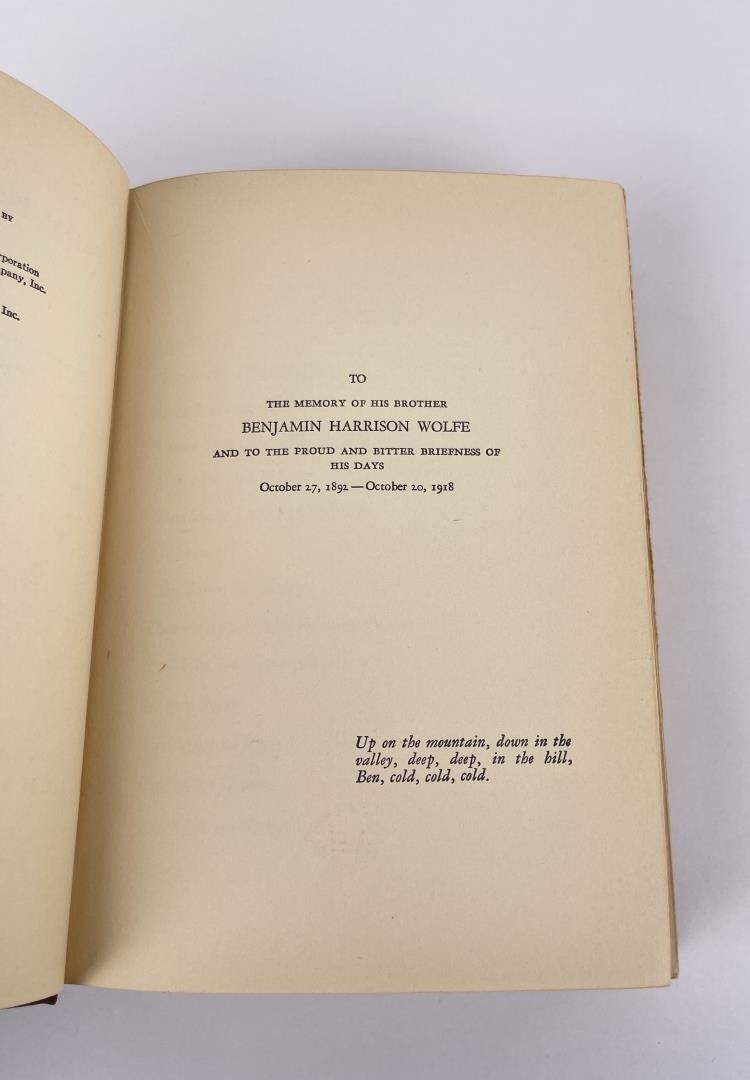 BY
poration
pany, Inc.
Inc.
TO
THE MEMORY OF HIS BROTHER
BENJAMIN HARRISON WOLFE
AND TO THE PROUD AND BITTER BRIEFNESS OF
HIS DAYS
October 27, 1892—October 20, 1918
Up on the mountain, down in the
valley, deep, deep, in the hill,
Ben, cold, cold, cold.